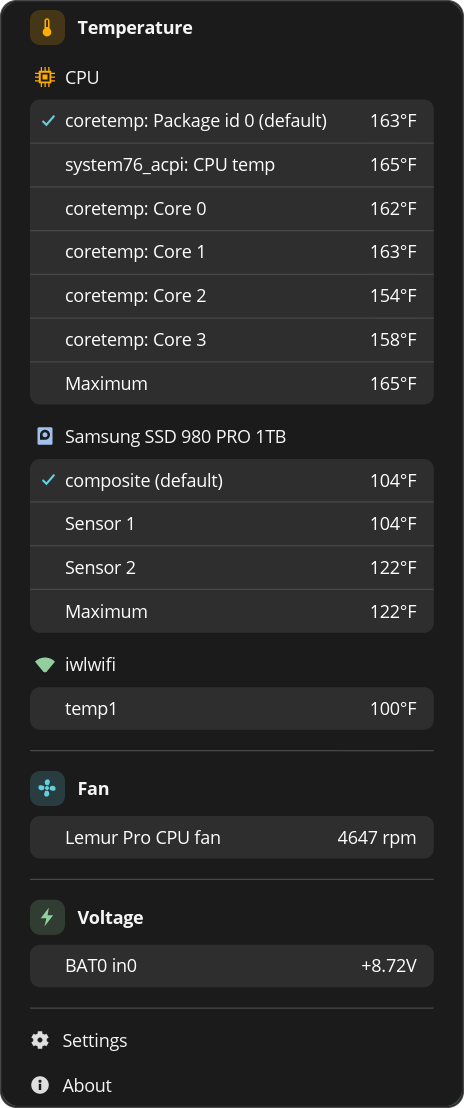 Temperature
CPU
coretemp: Package id 0 (default) 163°F
system76_acpi: CPU temp 165°F
coretemp: Core 0 162°F
coretemp: Core 1 163°F
coretemp: Core 2 154°F
coretemp: Core 3 158°F
Maximum 165°F
Samsung SSD 980 PRO 1TB
composite (default) 104°F
Sensor 1 104°F
Sensor 2 122°F
Maximum 122°F
iwlwifi
temp1 100°F
Fan
Lemur Pro CPU fan 4647 rpm
Voltage
BAT0 in0 +8.72V
Settings
About